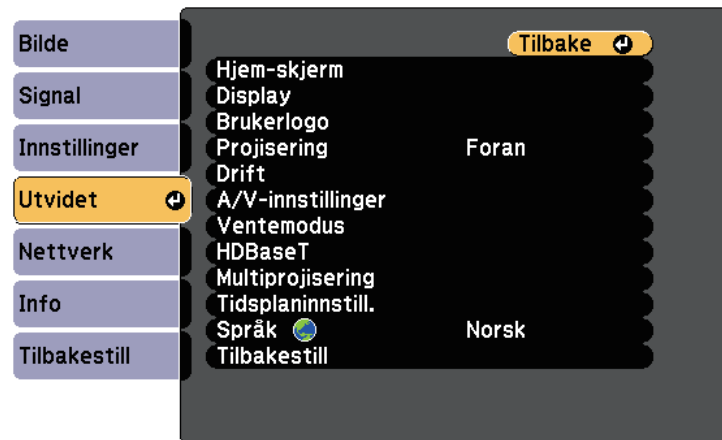 Bilde
Signal
Innstillinger
Utvidet
Nettverk
Info
Tilbakestill
Tilbake
Hjem-skjerm
Display
Brukerlogo
Projisering Foran
Drift
A/V-innstillinger
Ventemodus
HDBaseT
Multiprojisering
Tidsplaninnstill.
Språk Norsk
Tilbakestill